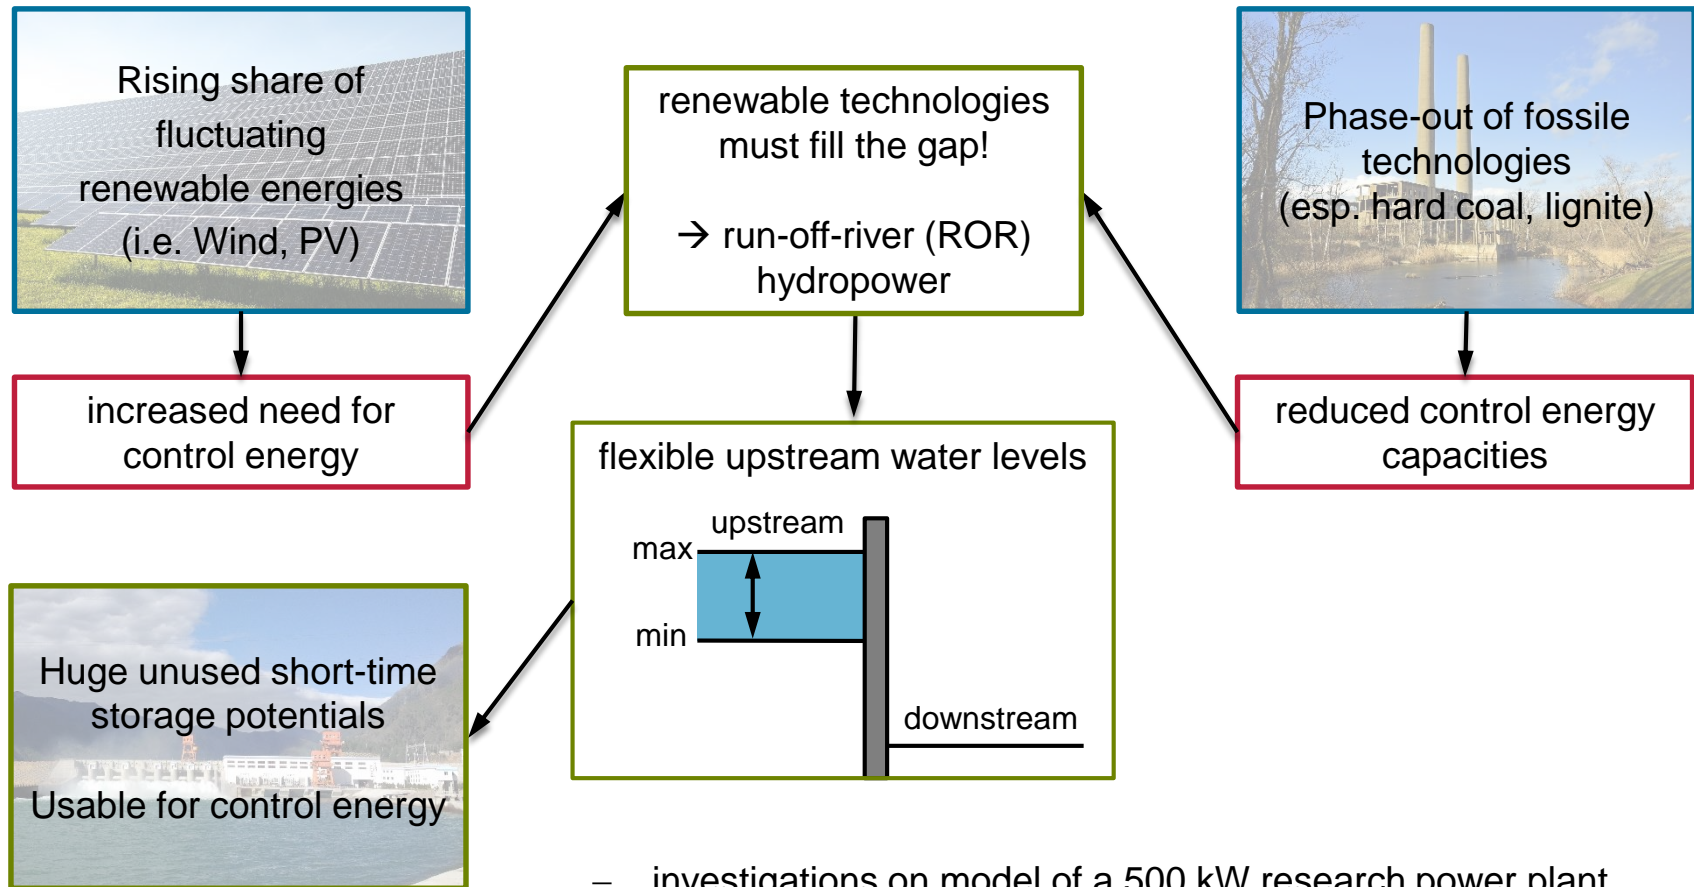 Rising share of
fluctuating
renewable energies
(i.e. Wind, PV)
renewable technologies
must fill the gap!
→ run-off-river (ROR)
hydropower
Phase-out of fossile
technologies
(esp. hard coal, lignite)
increased need for
control energy
reduced control energy
capacities
flexible upstream water levels
upstream
max
min
downstream
Huge unused short-time
storage potentials
Usable for control energy
– investigations on model of a 500 kW research power plant